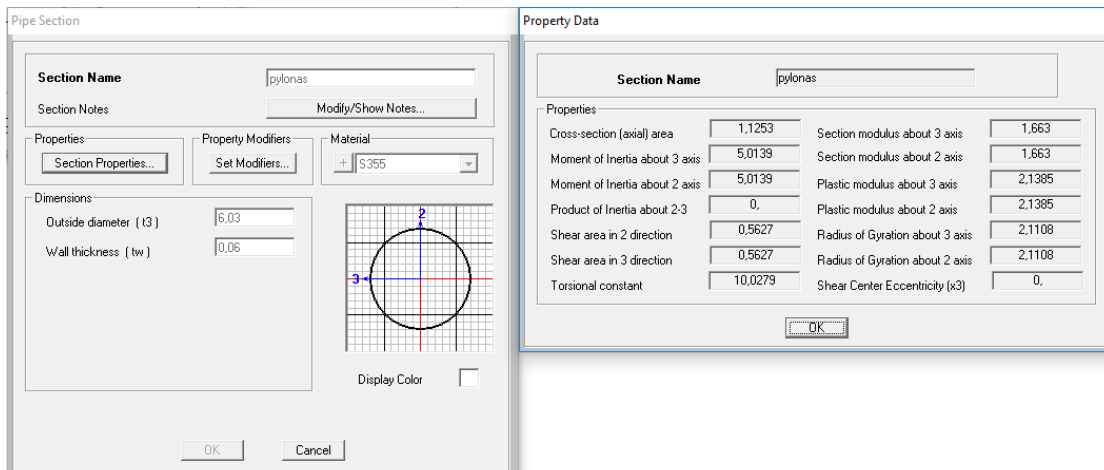 Pipe Section
Section Name pylonas
Section Notes Modify/Show Notes...
Properties Property Modifiers Material
Section Properties... Set Modifiers... + S355
Dimensions
Outside diameter ( t3 ) 6,03
Wall thickness ( tw ) 0,06
2
3
Display Color
OK Cancel
Property Data
Section Name pylonas
Properties
Cross-section (axial) area 1,1253 Section modulus about 3 axis 1,663
Moment of Inertia about 3 axis 5,0139 Section modulus about 2 axis 1,663
Moment of Inertia about 2 axis 5,0139 Plastic modulus about 3 axis 2,1385
Product of Inertia about 2-3 0, Plastic modulus about 2 axis 2,1385
Shear area in 2 direction 0,5627 Radius of Gyration about 3 axis 2,1108
Shear area in 3 direction 0,5627 Radius of Gyration about 2 axis 2,1108
Torsional constant 10,0279 Shear Center Eccentricity (x3) 0,
OK